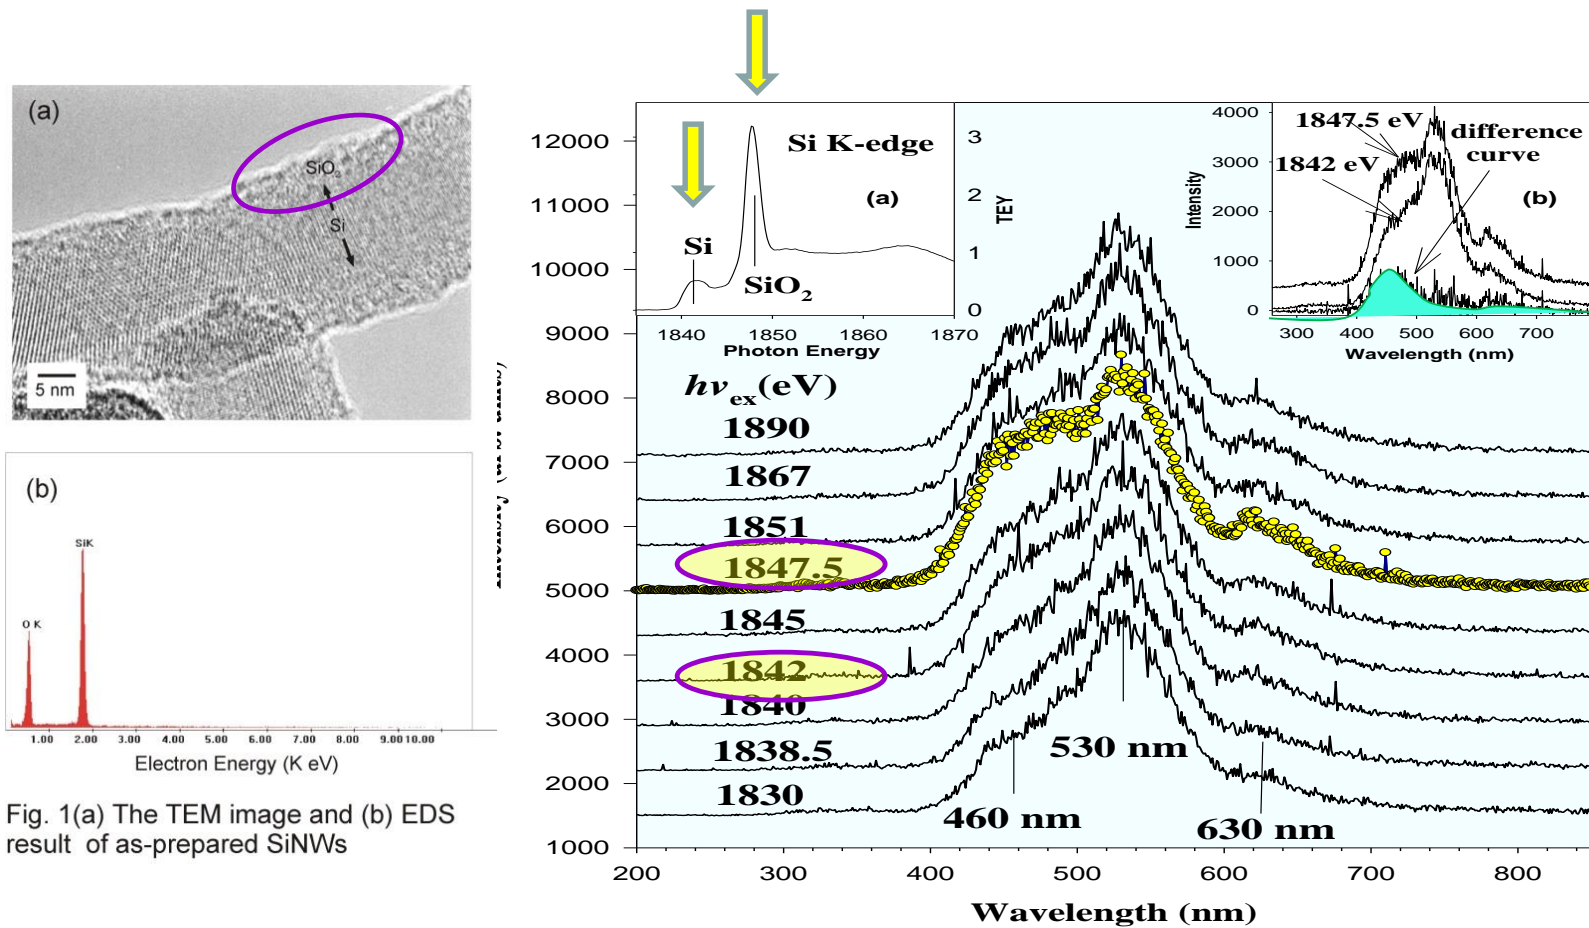 (a)
SiO2
Si
5 nm
(b)
SiK
O K
1.00 2.00 3.00 4.00 5.00 6.00 7.00 8.00 9.00 10.00
Electron Energy (K eV)
Fig. 1(a) The TEM image and (b) EDS
result of as-prepared SiNWs
12000
11000
10000
9000
8000
7000
6000
5000
4000
3000
2000
1000
200 300 400 500 600 700 800
Wavelength (nm)
Si K-edge
(a)
Si
SiO2
3
2
1
0
TEY
1840 1850 1860 1870
Photon Energy
hν ex (eV)
1890
1867
1851
1847.5
1845
1842
1840
1838.5
1830
460 nm
530 nm
630 nm
4000
3000
2000
1000
0
Intensity
1847.5 eV
1842 eV
difference
curve
(b)
300 400 500 600 700
Wavelength (nm)